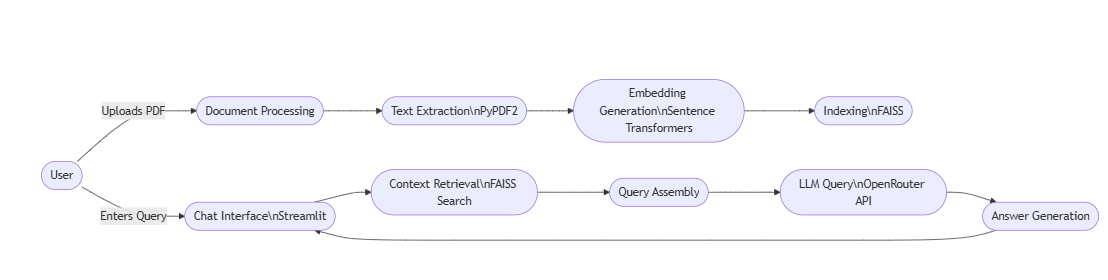 Uploads PDF
Document Processing
Text Extraction\nPyPDF2
Embedding
Generation\nSentence
Transformers
Indexing\nFAISS
User
Enters Query
Chat Interface\nStreamlit
Context Retrieval\nFAISS
Search
Query Assembly
LLM Query\nOpenRouter
API
Answer Generation